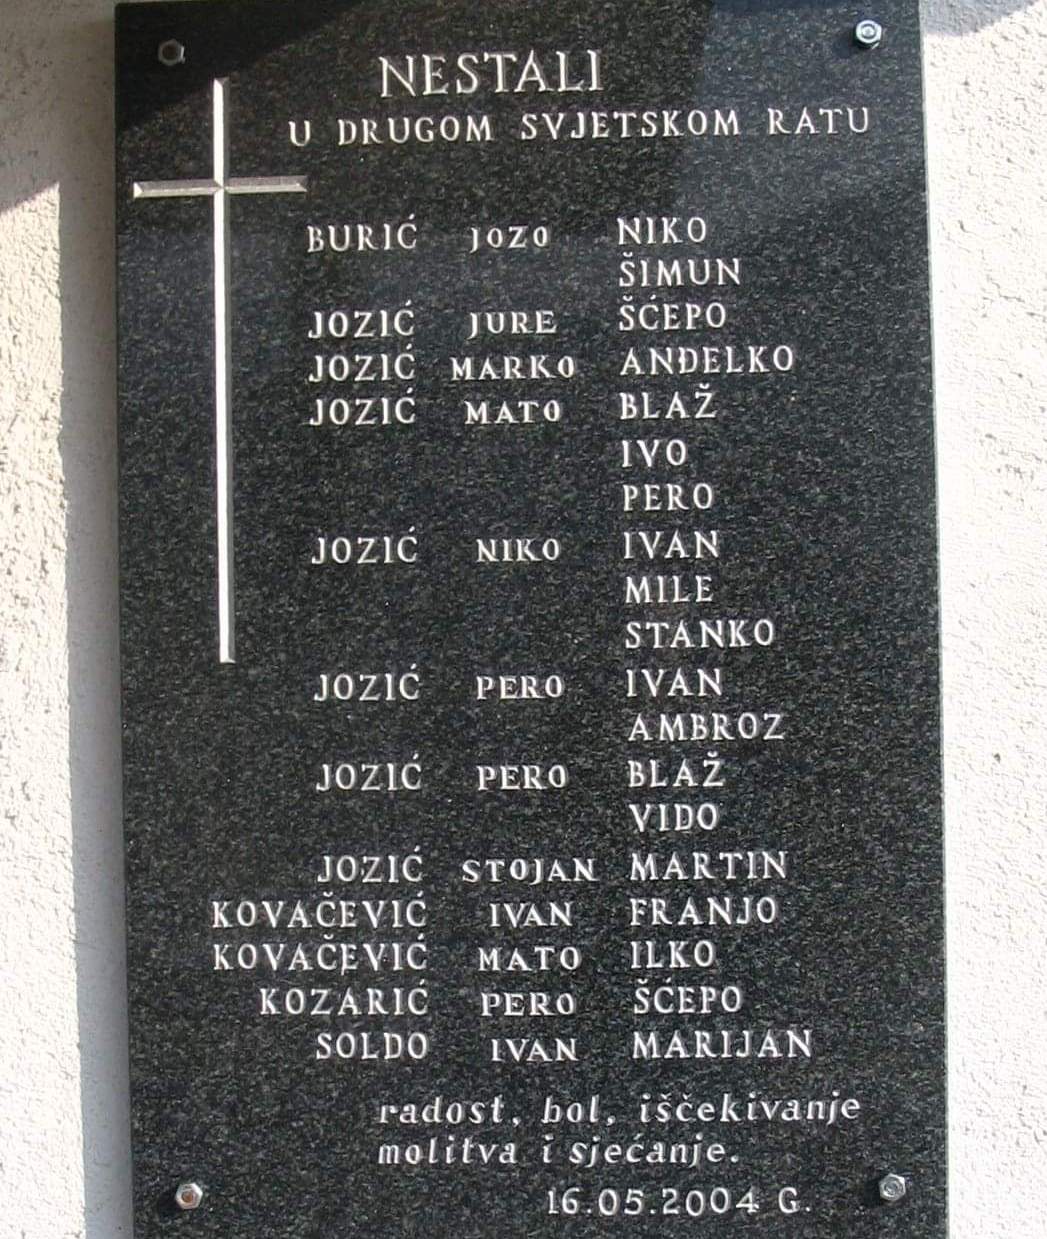 NESTALI
U DRUGOM SVJETSKOM RATU
BURIĆ JOZO NIKO
ŠIMUN
JOZIĆ JURE ŠĆEPO
JOZIĆ MARKO ANĐELKO
JOZIĆ MATO BLAŽ
IVO
PERO
JOZIĆ NIKO IVAN
MILE
STANKO
JOZIĆ PERO IVAN
AMBROZ
JOZIĆ PERO BLAŽ
VIDO
JOZIĆ STOJAN MARTIN
KOVAČEVIĆ IVAN FRANJO
KOVAČEVIĆ MATO ILKO
KOZARIĆ PERO ŠĆEPO
SOLDO IVAN MARIJAN
radost, bol, iščekivanje
molitva i sjećanje.
16.05.2004 G.